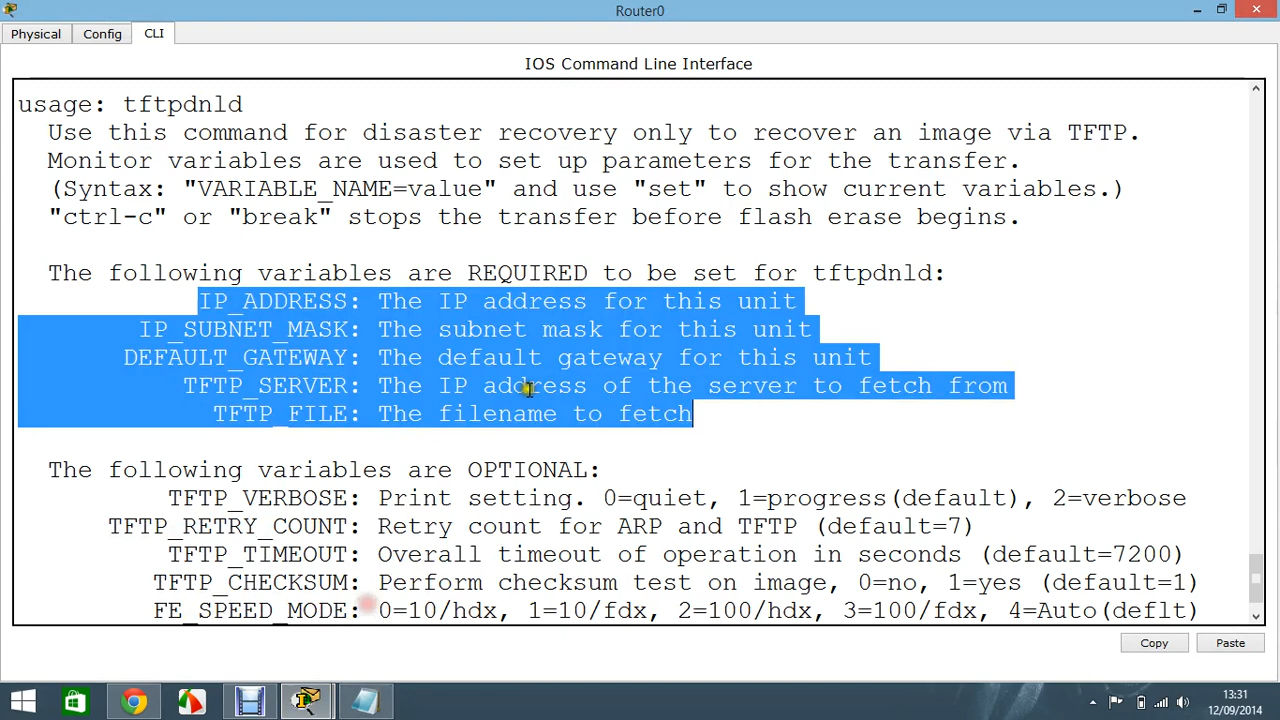 Router0
Physical
Config
CLI
IOS Command Line Interface
usage: tftpdnld
Use this command for disaster recovery only to recover an image via TFTP.
Monitor variables are used to set up parameters for the transfer.
(Syntax: "VARIABLE_NAME=value" and use "set" to show current variables.)
"ctrl-c" or "break" stops the transfer before flash erase begins.
The following variables are REQUIRED to be set for tftpdnld:
IP_ADDRESS: The IP address for this unit
IP_SUBNET_MASK: The subnet mask for this unit
DEFAULT_GATEWAY: The default gateway for this unit
TFTP_SERVER: The IP address of the server to fetch from
TFTP_FILE: The filename to fetch
The following variables are OPTIONAL:
TFTP_VERBOSE: Print setting. 0=quiet, 1=progress(default), 2=verbose
TFTP_RETRY_COUNT: Retry count for ARP and TFTP (default=7)
TFTP_TIMEOUT: Overall timeout of operation in seconds (default=7200)
TFTP_CHECKSUM: Perform checksum test on image, 0=no, 1=yes (default=1)
FE_SPEED_MODE: 0=10/hdx, 1=10/fdx, 2=100/hdx, 3=100/fdx, 4=Auto(deflt)
Copy
Paste
13:31
12/09/2014